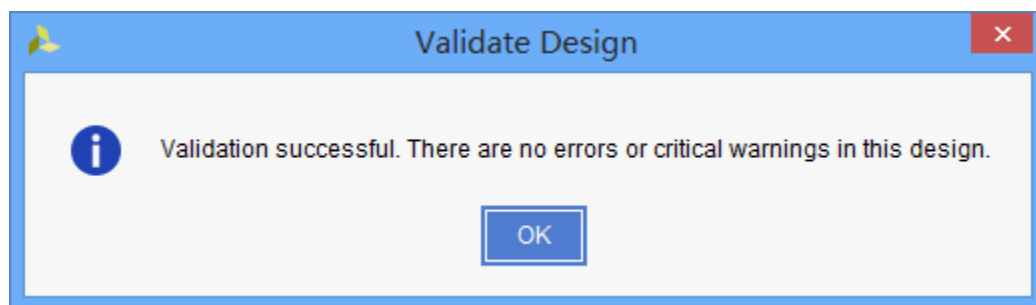 Validate Design
Validation successful. There are no errors or critical warnings in this design.
OK